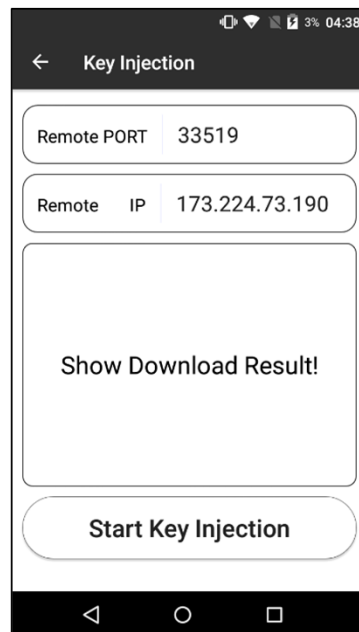 3% 04:38
Key Injection
Remote PORT 33519
Remote IP 173.224.73.190
Show Download Result!
Start Key Injection